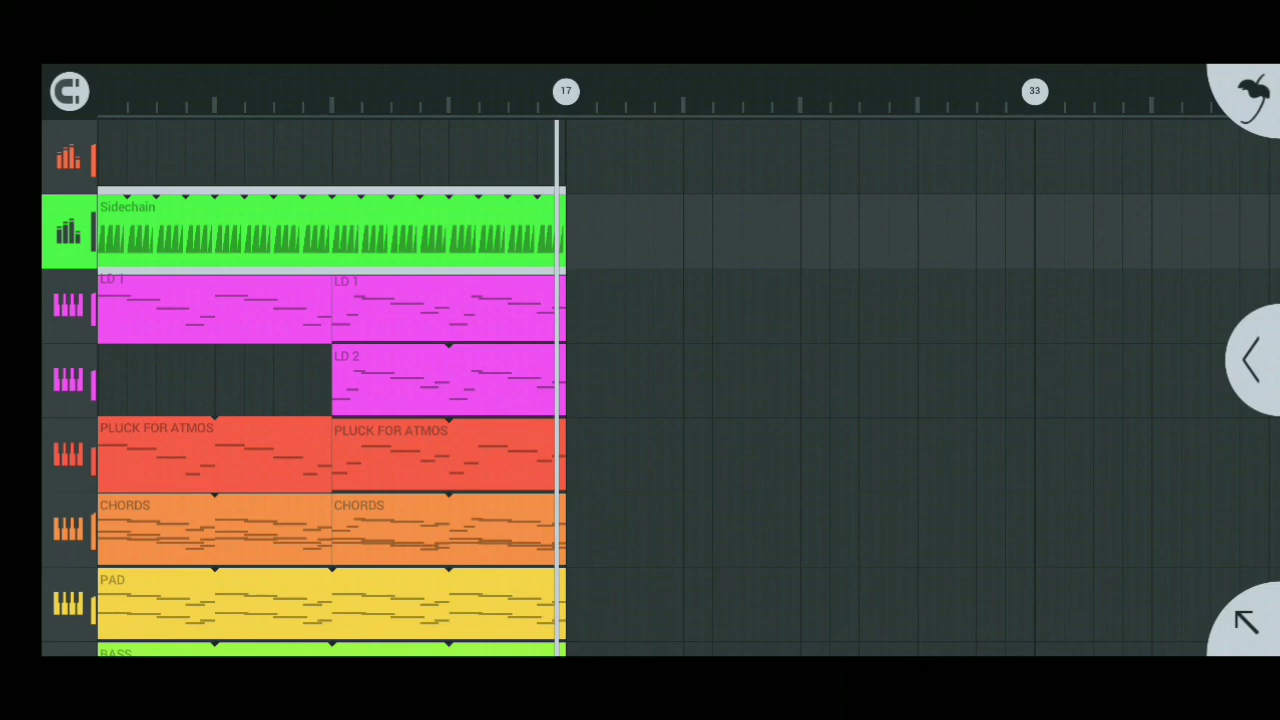 17
33
Sidechain
LD 1
LD 1
LD 2
PLUCK FOR ATMOS
PLUCK FOR ATMOS
CHORDS
CHORDS
PAD
BASS